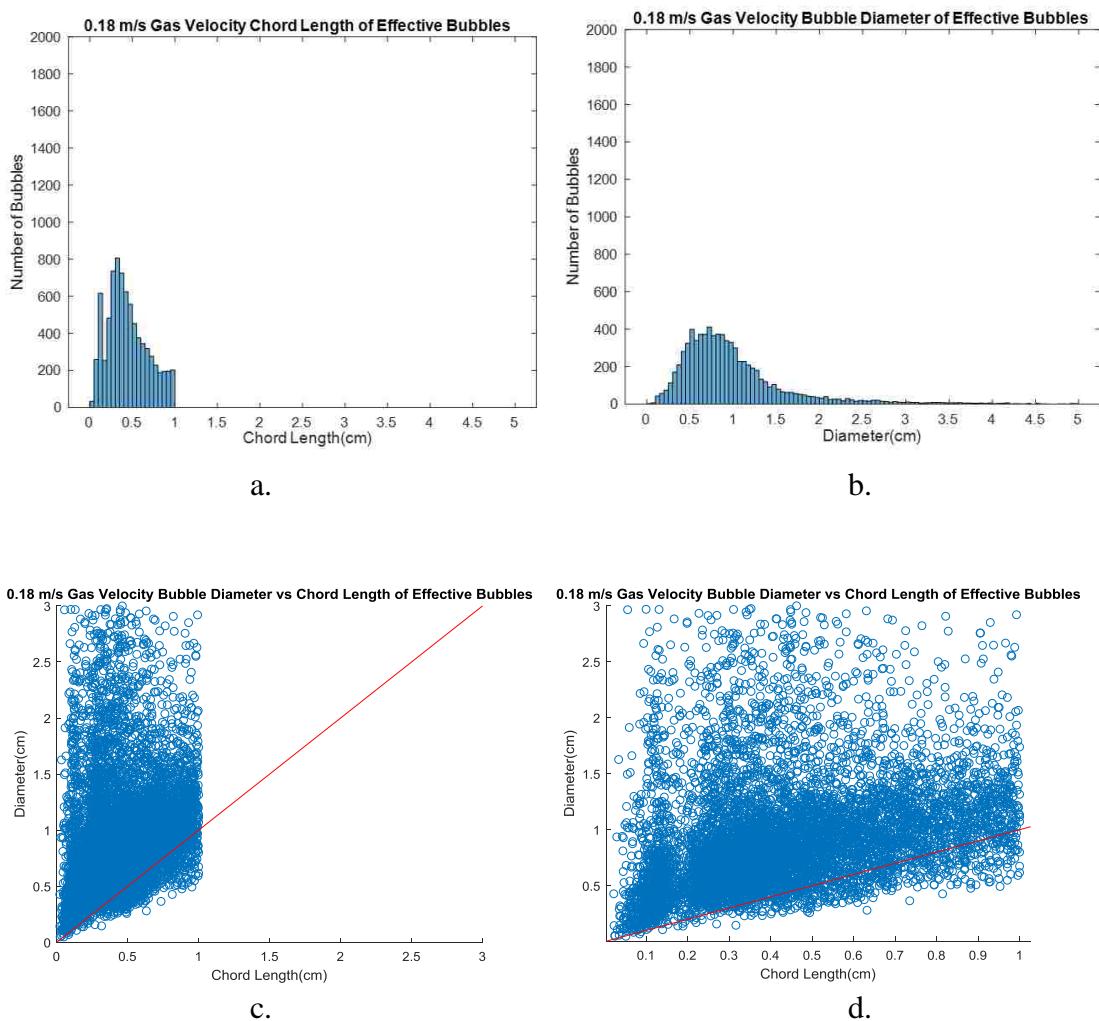 0.18 m/s Gas Velocity Chord Length of Effective Bubbles
2000
1800
1600
1400
1200
1000
800
600
400
200
0
Number of Bubbles
0 0.5 1 1.5 2 2.5 3 3.5 4 4.5 5
Chord Length(cm)
a.
0.18 m/s Gas Velocity Bubble Diameter of Effective Bubbles
2000
1800
1600
1400
1200
1000
800
600
400
200
0
Number of Bubbles
0 0.5 1 1.5 2 2.5 3 3.5 4 4.5 5
Diameter(cm)
b.
0.18 m/s Gas Velocity Bubble Diameter vs Chord Length of Effective Bubbles
3
2.5
2
1.5
1
0.5
0
Diameter(cm)
0 0.5 1 1.5 2 2.5 3
Chord Length(cm)
c.
0.18 m/s Gas Velocity Bubble Diameter vs Chord Length of Effective Bubbles
3
2.5
2
1.5
1
0.5
Diameter(cm)
0.1 0.2 0.3 0.4 0.5 0.6 0.7 0.8 0.9 1
Chord Length(cm)
d.